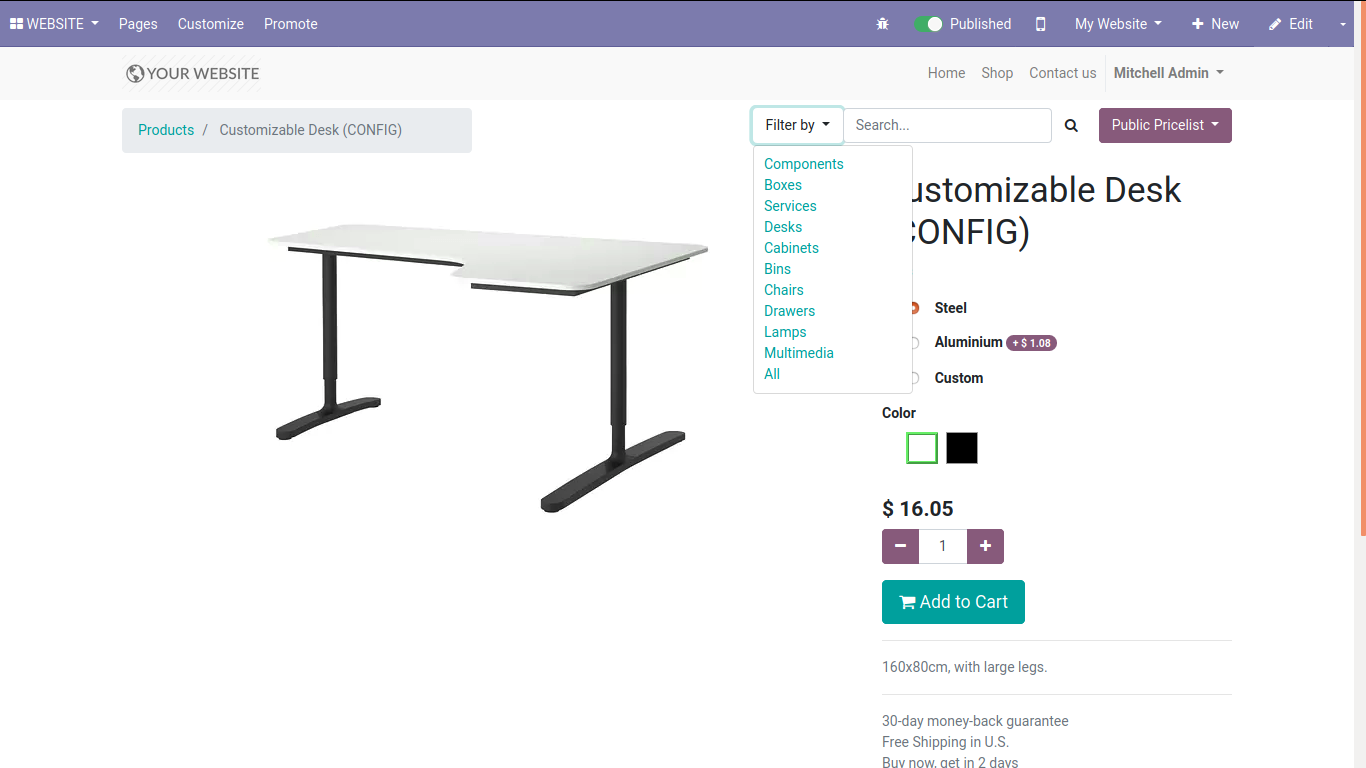 WEBSITE Pages Customize Promote Published My Website New Edit
YOUR WEBSITE Home Shop Contact us Mitchell Admin
Products / Customizable Desk (CONFIG) Filter by Search... Public Pricelist
Components
Boxes
Services
Desks
Cabinets
Bins
Chairs
Drawers
Lamps
Multimedia
All
ustomizable Desk
CONFIG)
Steel
Aluminium + $ 1.08
Custom
Color
$ 16.05
1
Add to Cart
160x80cm, with large legs.
30-day money-back guarantee
Free Shipping in U.S.
Buy now, get in 2 days